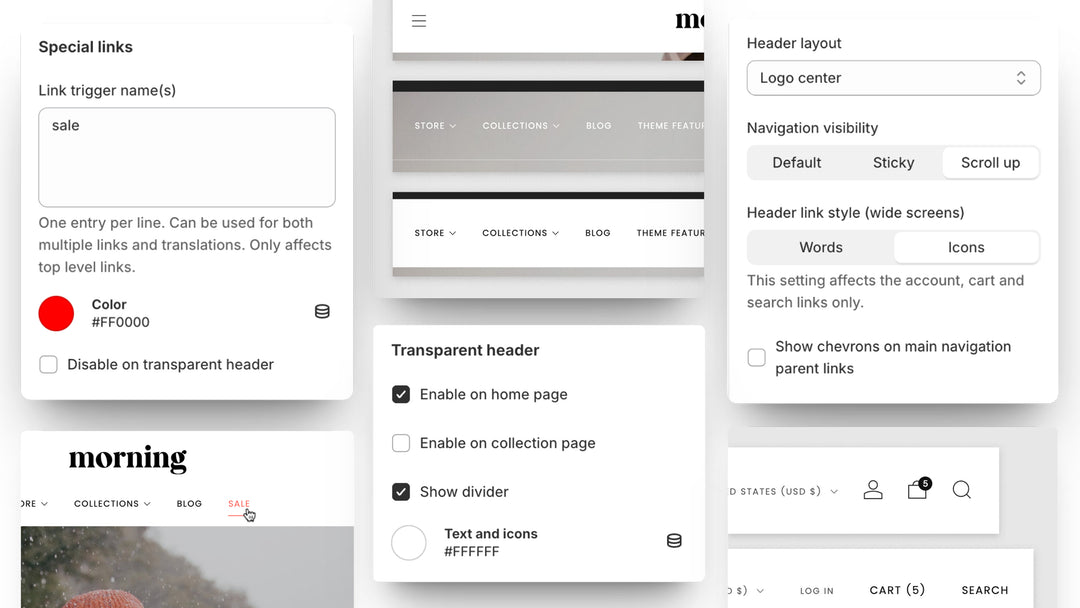 Special links
Link trigger name(s)
sale
One entry per line. Can be used for both
multiple links and translations. Only affects
top level links.
Color
#FF0000
Disable on transparent header
morning
COLLECTIONS
BLOG
SALE
STORE
COLLECTIONS
BLOG
THEME
STORE
COLLECTIONS
BLOG
THEME
Transparent header
Enable on home page
Enable on collection page
Show divider
Text and icons
#FFFFFF
Header layout
Logo center
Navigation visibility
Default
Sticky
Scroll up
Header link style (wide screens)
Words
Icons
This setting affects the account, cart and
search links only.
Show chevrons on main navigation
parent links
STATES (USD $)
5
LOG IN
CART (5)
SEARCH